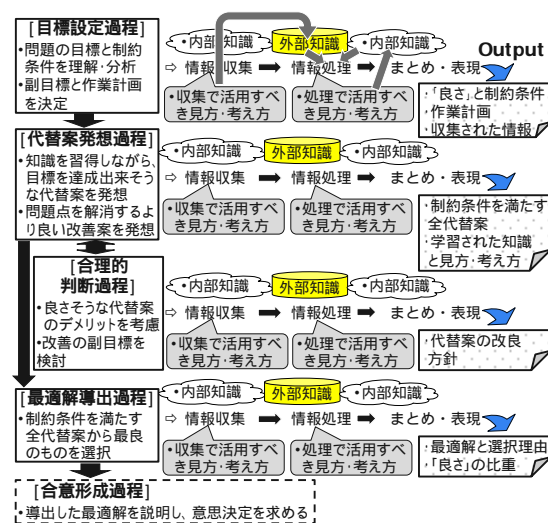 [目標設定過程]
•問題の目標と制約
条件を理解・分析
•副目標と作業計画
を決定
•内部知識
外部知識
•内部知識
Output
⇨ 情報収集 ➡ 情報処理 ➡ まとめ・表現
•収集で活用すべ
き見方・考え方
•処理で活用すべ
き見方・考え方
・「良さ」と制約条件
・作業計画
・収集された情報
[代替案発想過程]
•知識を習得しながら、
目標を達成出来そう
な代替案を発想
•問題点を解消するよ
り良い改善案を発想
•内部知識
外部知識
•内部知識
⇨ 情報収集 ➡ 情報処理 ➡ まとめ・表現
•収集で活用すべ
き見方・考え方
•処理で活用すべ
き見方・考え方
・制約条件を満たす
全代替案
・学習された知識
と見方・考え方
[合理的
判断過程]
•良さそうな代替案
のデメリットを考慮
•改善の副目標を
検討
•内部知識
外部知識
•内部知識
⇨ 情報収集 ➡ 情報処理 ➡ まとめ・表現
•収集で活用すべ
き見方・考え方
•処理で活用すべ
き見方・考え方
・代替案の改良
方針
[最適解導出過程]
•制約条件を満たす
全代替案から最良
のものを選択
•内部知識
外部知識
•内部知識
⇨ 情報収集 ➡ 情報処理 ➡ まとめ・表現
•収集で活用すべ
き見方・考え方
•処理で活用すべ
き見方・考え方
・最適解と選択理由
・「良さ」の比重
[合意形成過程]
•導出した最適解を説明し、意思決定を求める